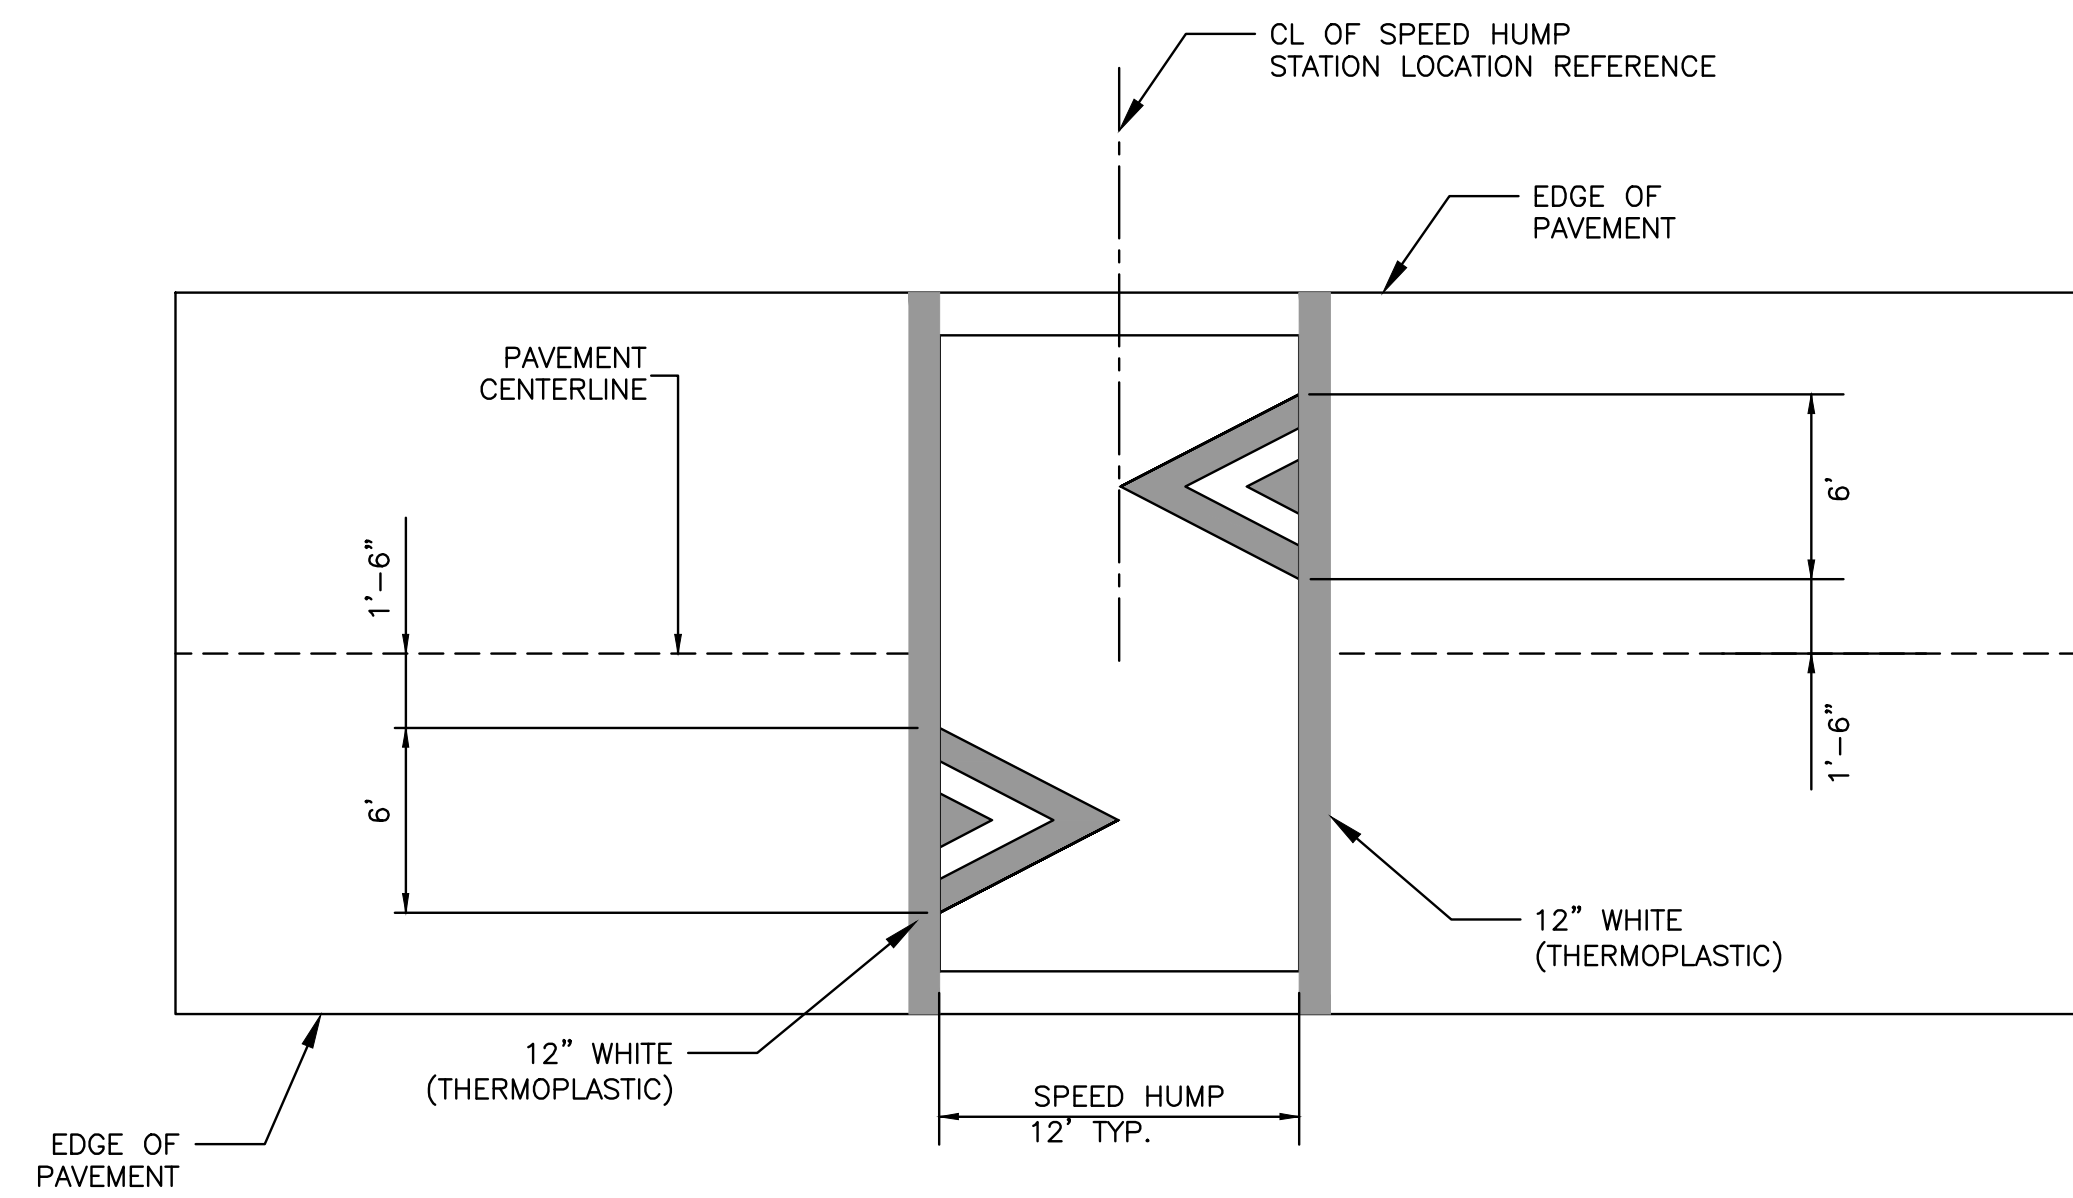 CL OF SPEED HUMP
STATION LOCATION REFERENCE
EDGE OF
PAVEMENT
PAVEMENT
CENTERLINE
6'
1'-6"
1'-6"
6'
12" WHITE
(THERMOPLASTIC)
12" WHITE
(THERMOPLASTIC)
SPEED HUMP
12' TYP.
EDGE OF
PAVEMENT